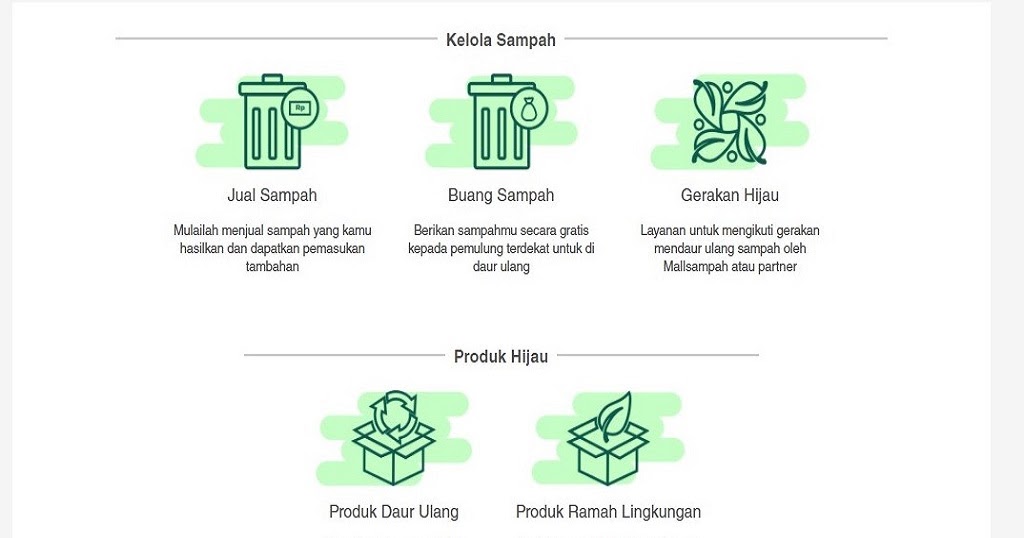 Kelola Sampah
Rp
Jual Sampah
Mulailah menjual sampah yang kamu
hasilkan dan dapatkan pemasukan
tambahan
Buang Sampah
Berikan sampahmu secara gratis
kepada pemulung terdekat untuk di
daur ulang
Gerakan Hijau
Layanan untuk mengikuti gerakan
mendaur ulang sampah oleh
Mallsampah atau partner
Produk Hijau
Produk Daur Ulang
Produk Ramah Lingkungan